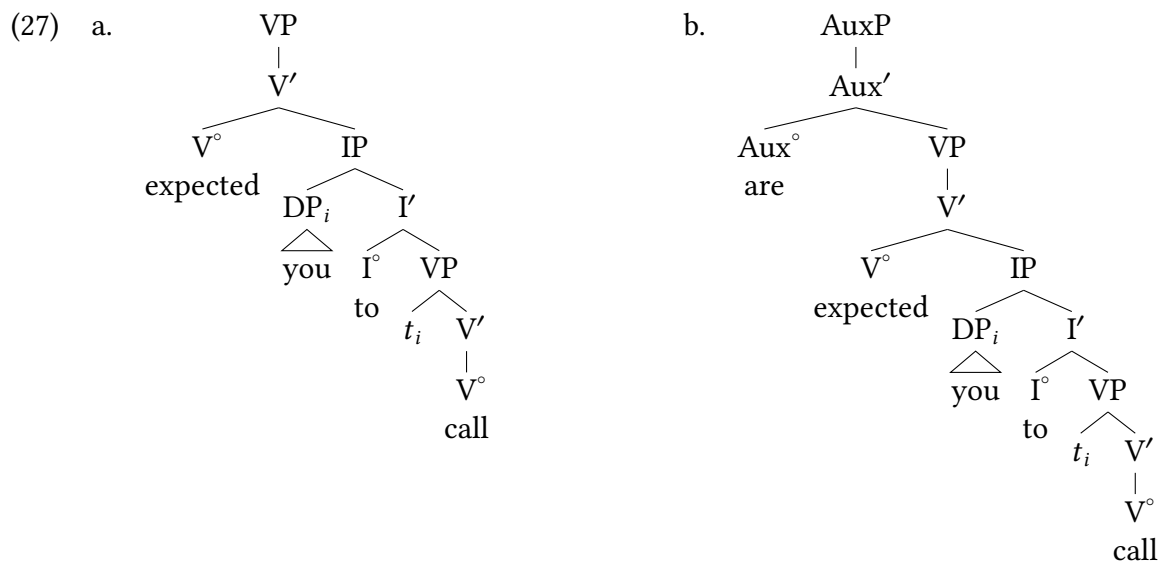 (27) a. VP b. AuxP
V′ Aux′
V° IP Aux° VP
expected are
DPᵢ I′ V′
you I° VP V° IP
to expected
tᵢ V′ DPᵢ I′
V° you I° VP
call to
tᵢ V′
V°
call